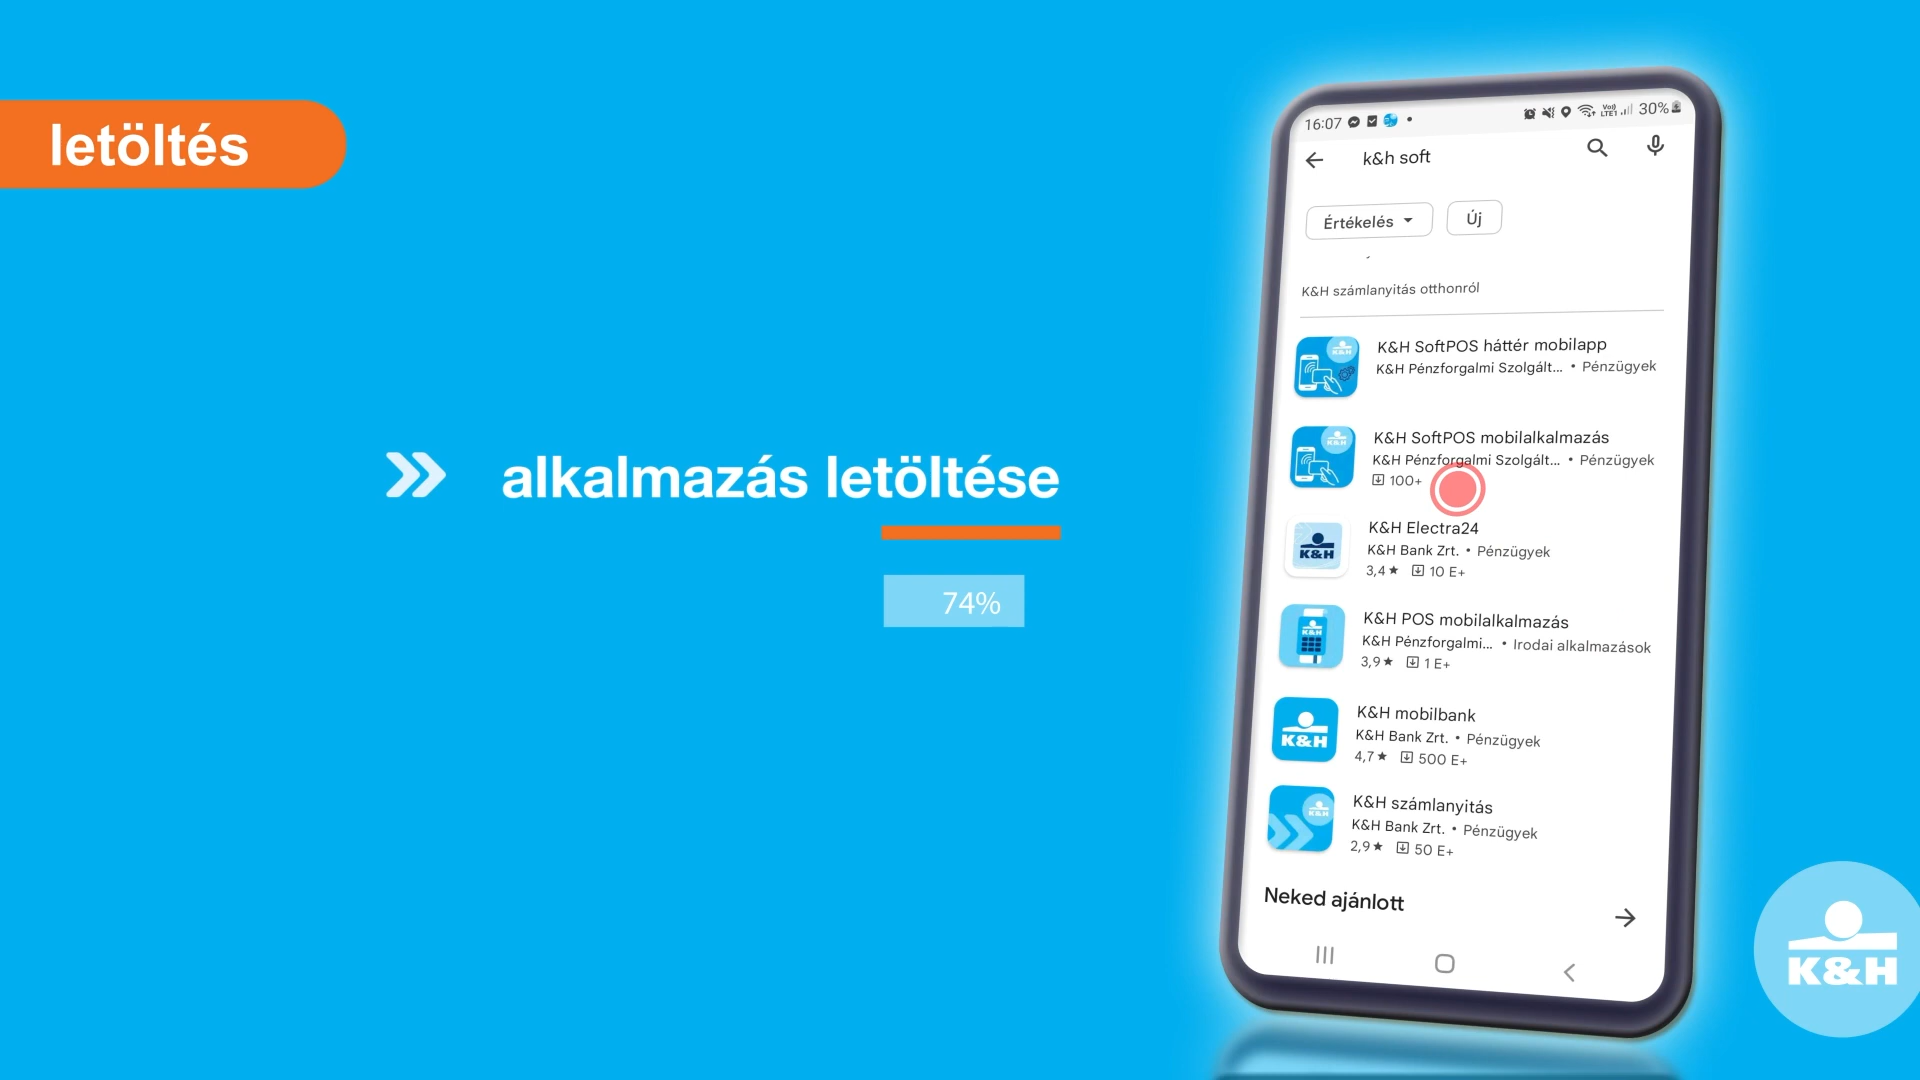 letöltés
alkalmazás letöltése
74%
16:07
30%
k&h soft
Értékelés
Új
K&H számlanyitás otthonról
K&H SoftPOS háttér mobilapp
K&H Pénzforgalmi Szolgált... • Pénzügyek
K&H SoftPOS mobilalkalmazás
K&H Pénzforgalmi Szolgált... • Pénzügyek
100+
K&H Electra24
K&H Bank Zrt. • Pénzügyek
3,4★ 10 E+
K&H
K&H POS mobilalkalmazás
K&H Pénzforgalmi... • Irodai alkalmazások
3,9★ 1 E+
K&H mobilbank
K&H Bank Zrt. • Pénzügyek
4,7★ 500 E+
K&H
K&H számlanyitás
K&H Bank Zrt. • Pénzügyek
2,9★ 50 E+
Neked ajánlott
K&H